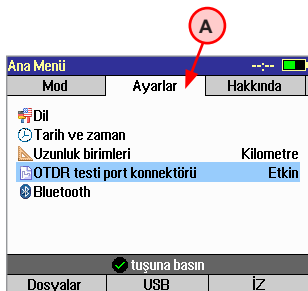 A
Ana Menü --:--
Mod Ayarlar Hakkında
Dil
Tarih ve zaman
Uzunluk birimleri Kilometre
OTDR testi port konnektörü Etkin
Bluetooth
tuşuna basın
Dosyalar USB İZ